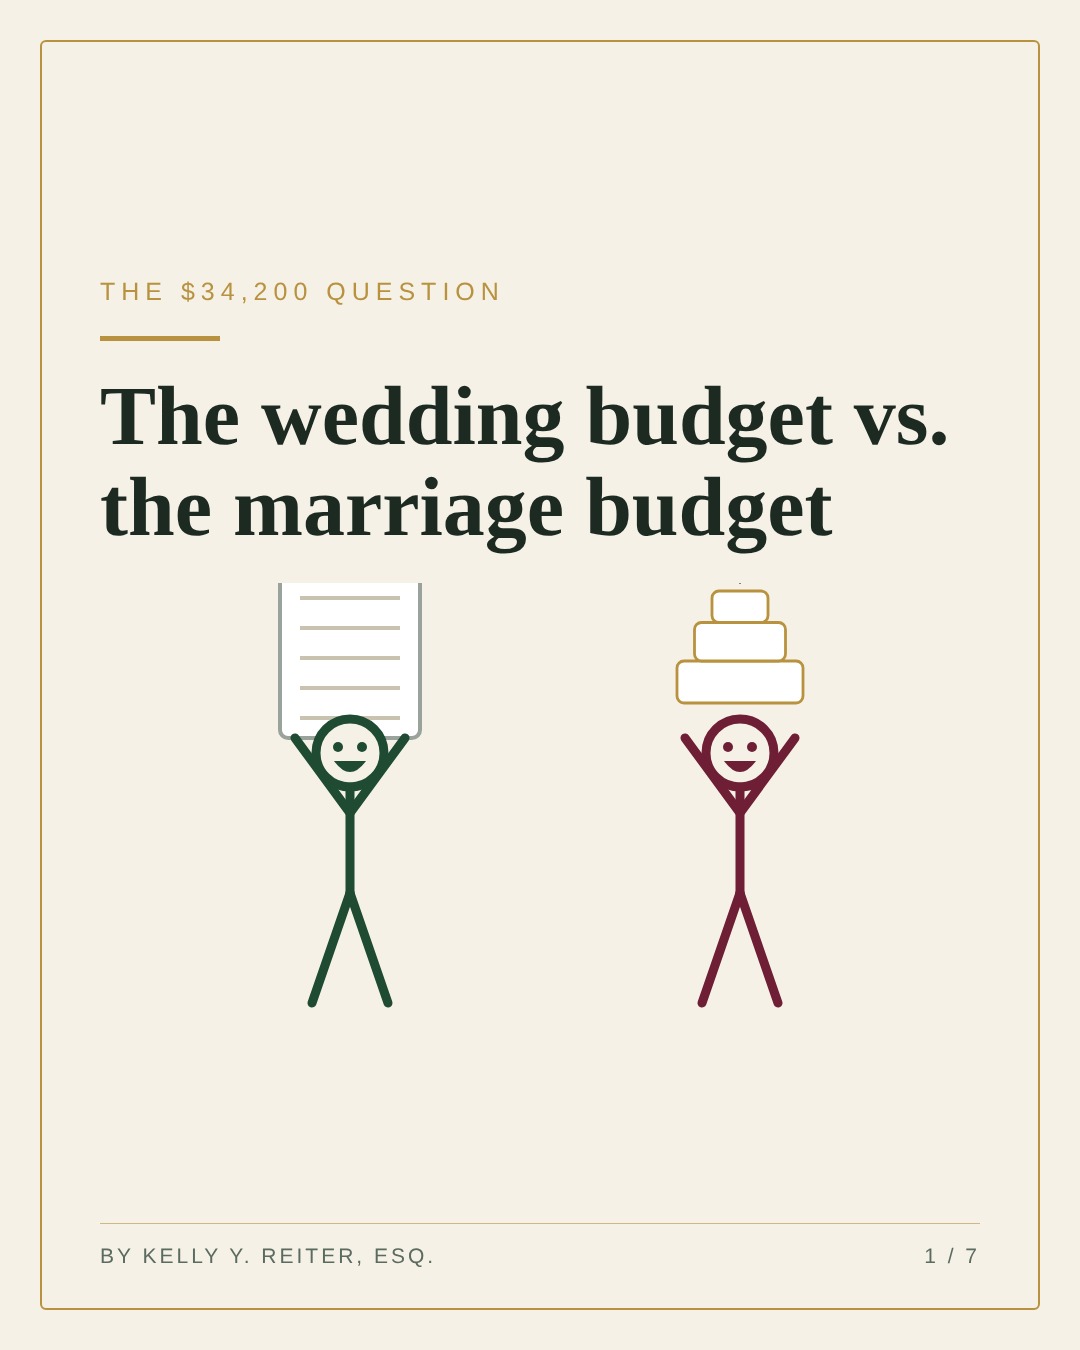 THE $34,200 QUESTION
The wedding budget vs.
the marriage budget
BY KELLY Y. REITER, ESQ.
1 / 7